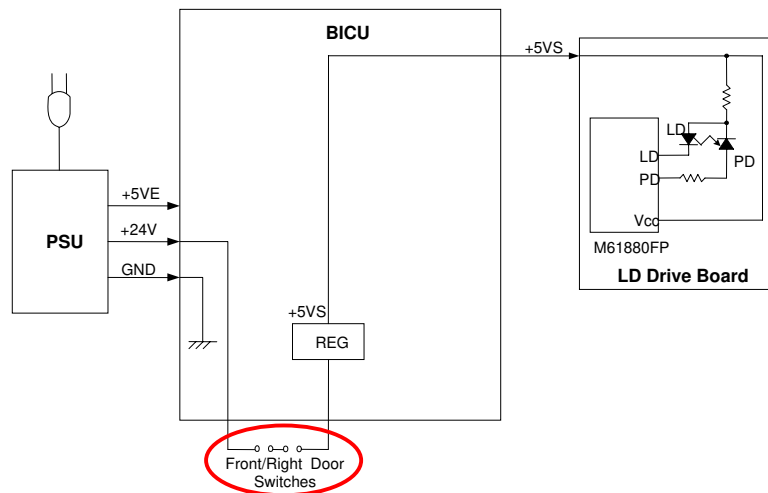 BICU
+5VS
LD
LD
PD
PD
Vcc
M61880FP
LD Drive Board
+5VE
PSU
+24V
GND
+5VS
REG
Front/Right Door
Switches